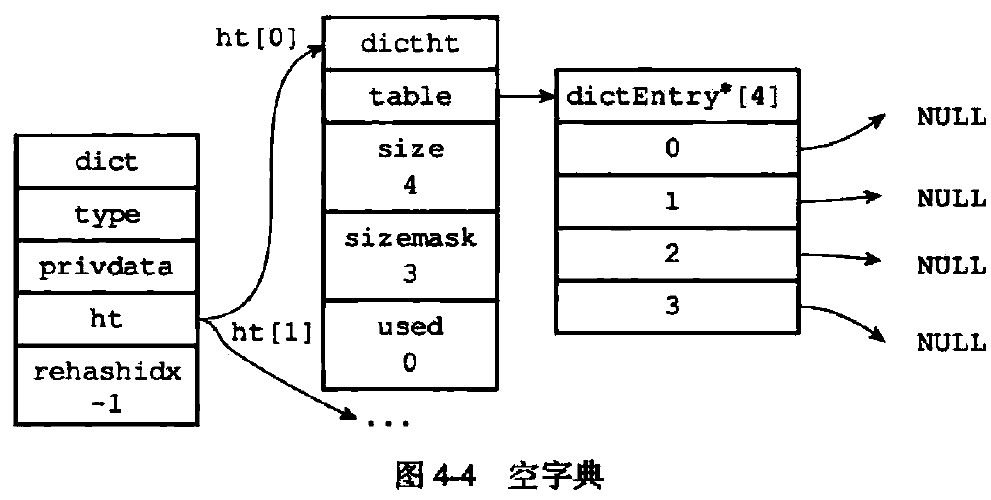 dict
type
privdata
ht
rehashidx
-1
ht[0]
ht[1]
dictht
table
size
4
sizemask
3
used
0
...
dictEntry*[4]
0
1
2
3
NULL
NULL
NULL
NULL
图 4-4 空字典